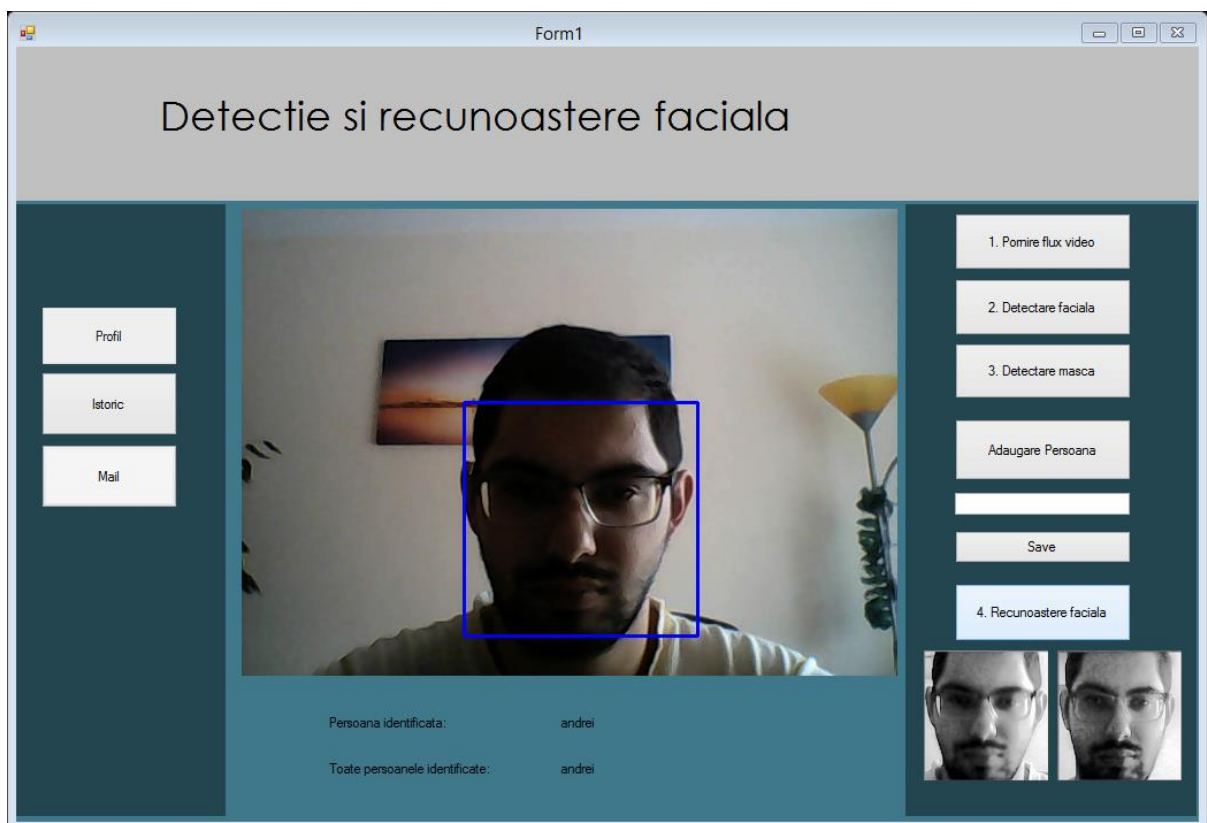 Form1
Detectie si recunoastere faciala
Profil
Istoric
Mail
1. Pornire flux video
2. Detectare faciala
3. Detectare masca
Adaugare Persoana
Save
4. Recunoastere faciala
Persoana identificata: andrei
Toate persoanele identificate: andrei